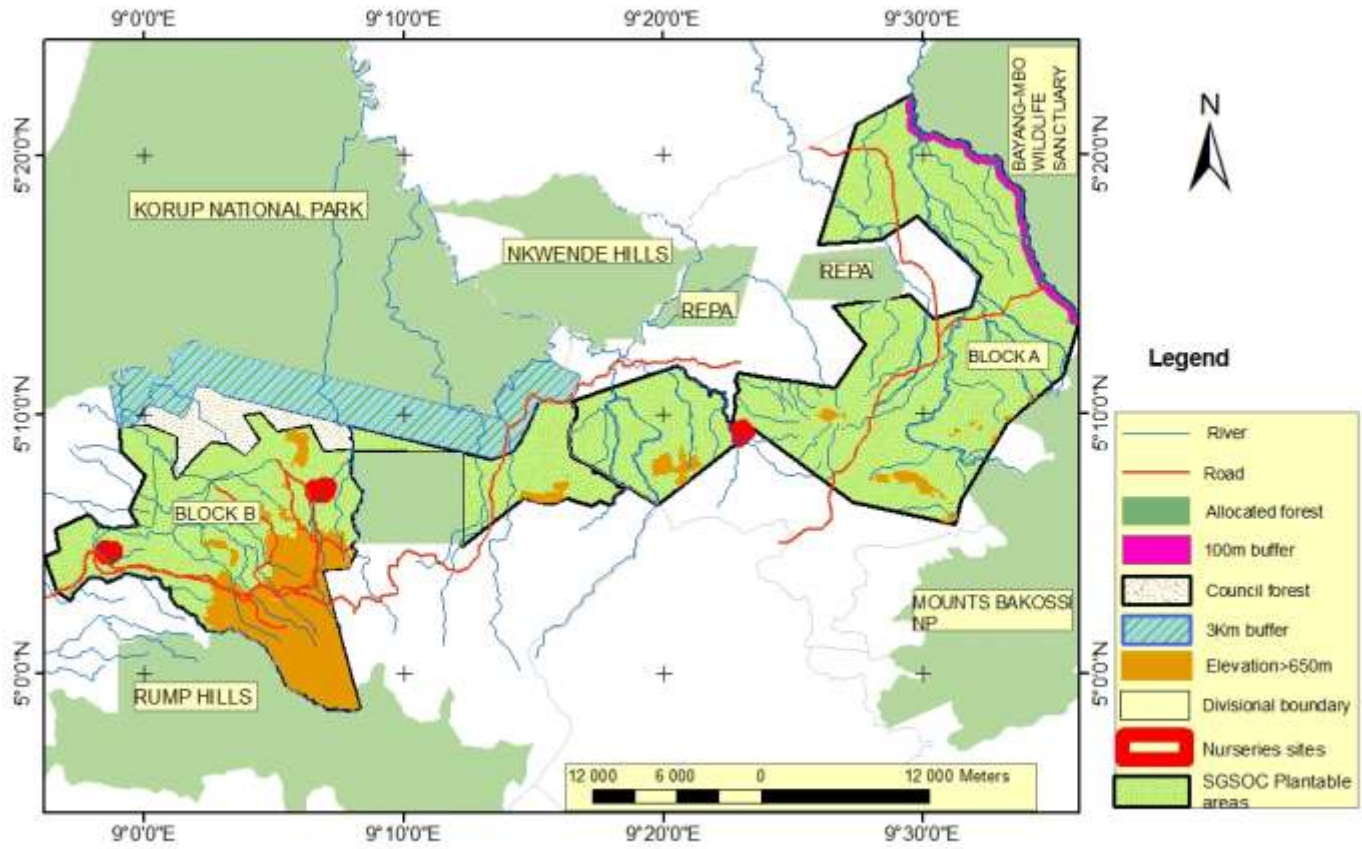 9°0'0"E 9°10'0"E 9°20'0"E 9°30'0"E
N
5°20'0"N
5°20'0"N
BAYANG-MBO
WILDLIFE
SANCTUARY
KORUP NATIONAL PARK
NKWENDE HILLS
REPA
REPA
BLOCK A
5°10'0"N
5°10'0"N
BLOCK B
MOUNTS BAKOSSI
NP
5°0'0"N
5°0'0"N
RUMP HILLS
12 000 6 000 0 12 000 Meters
9°0'0"E 9°10'0"E 9°20'0"E 9°30'0"E
Legend
River
Road
Allocated forest
100m buffer
Council forest
3Km buffer
Elevation>650m
Divisional boundary
Nurseries sites
SGSOC Plantable
areas